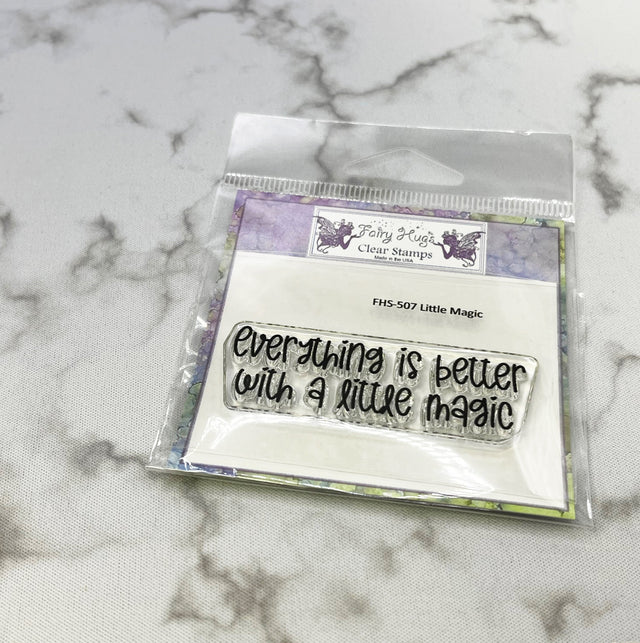 Fairy Hugs
Clear Stamps
Made in the USA
FHS-507 Little Magic
everything is better
with a little magic